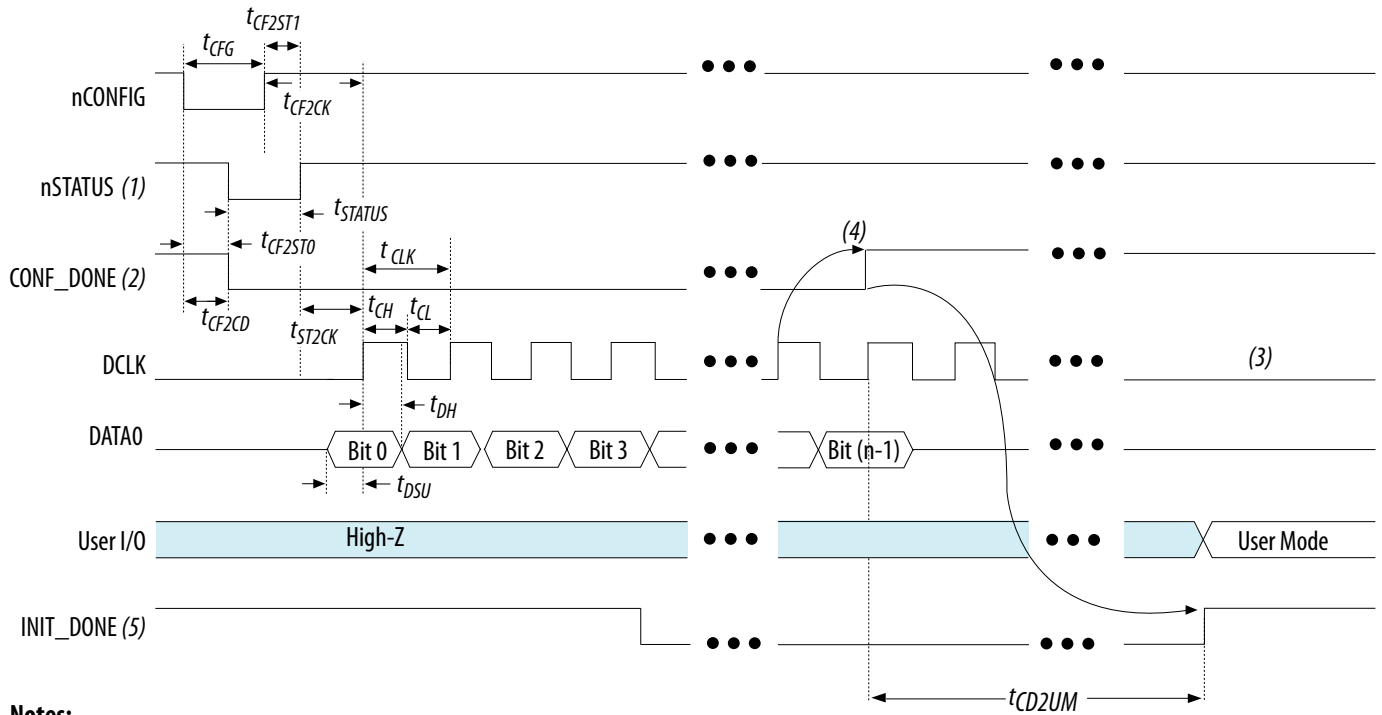 tCF2ST1
tCFG
nCONFIG
tCF2CK
nSTATUS (1)
tSTATUS
tCF2ST0
CONF_DONE (2)
tCLK
(4)
tCF2CD
tST2CK
tCH
tCL
DCLK
(3)
tDH
DATA0
Bit 0
Bit 1
Bit 2
Bit 3
Bit (n-1)
tDSU
User I/O
High-Z
User Mode
INIT_DONE (5)
tCD2UM
Notes: